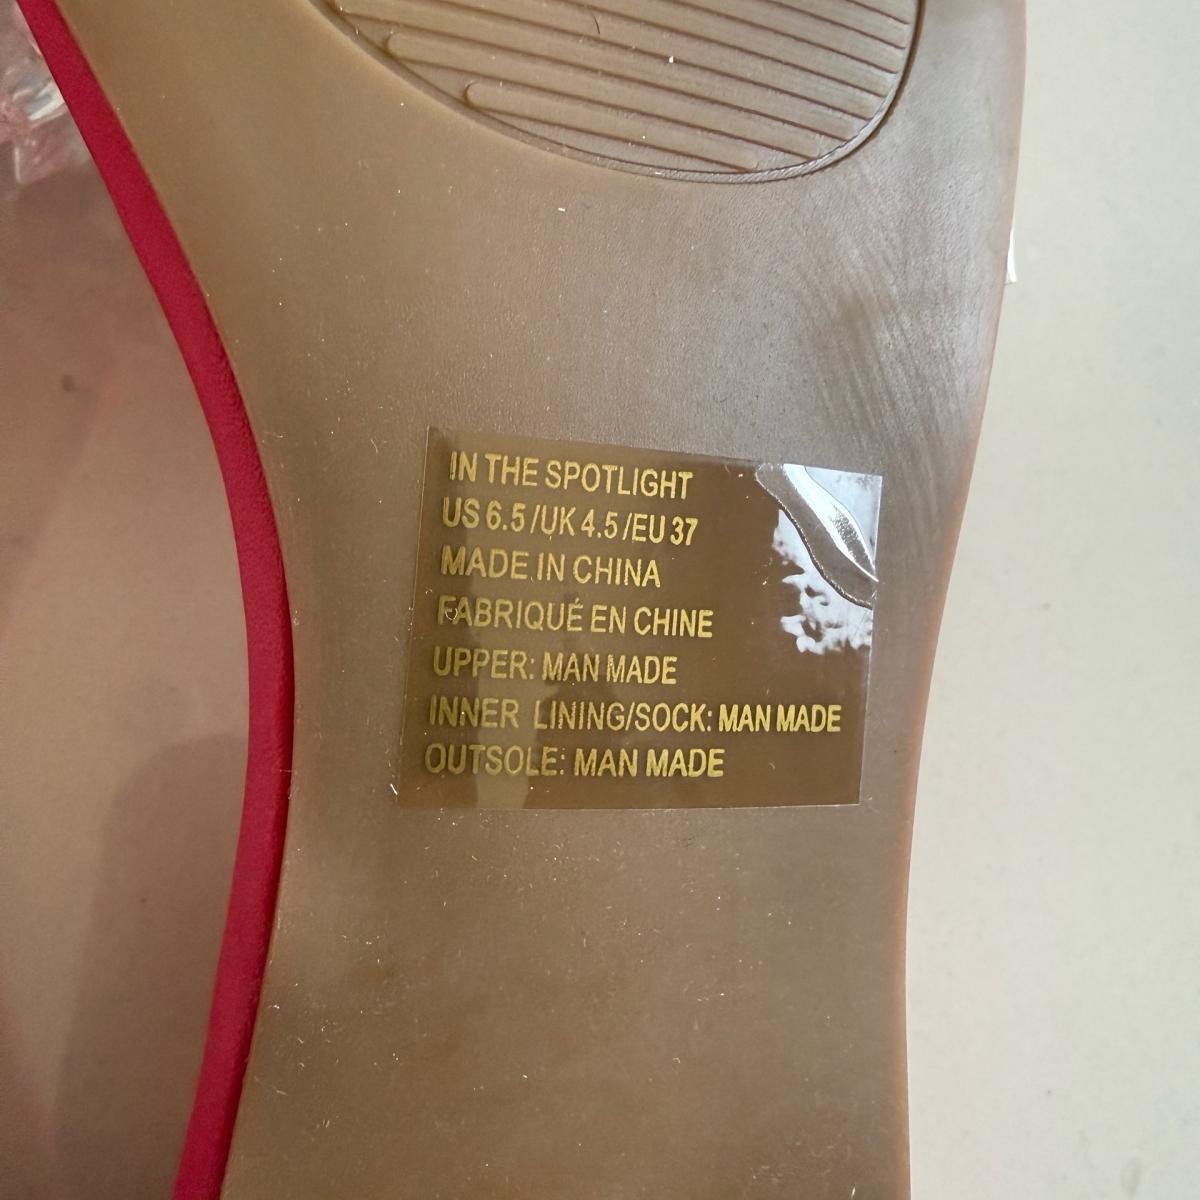 IN THE SPOTLIGHT
US 6.5/UK 4.5/EU 37
MADE IN CHINA
FABRIQUÉ EN CHINE
UPPER: MAN MADE
INNER LINING/SOCK: MAN MADE
OUTSOLE: MAN MADE